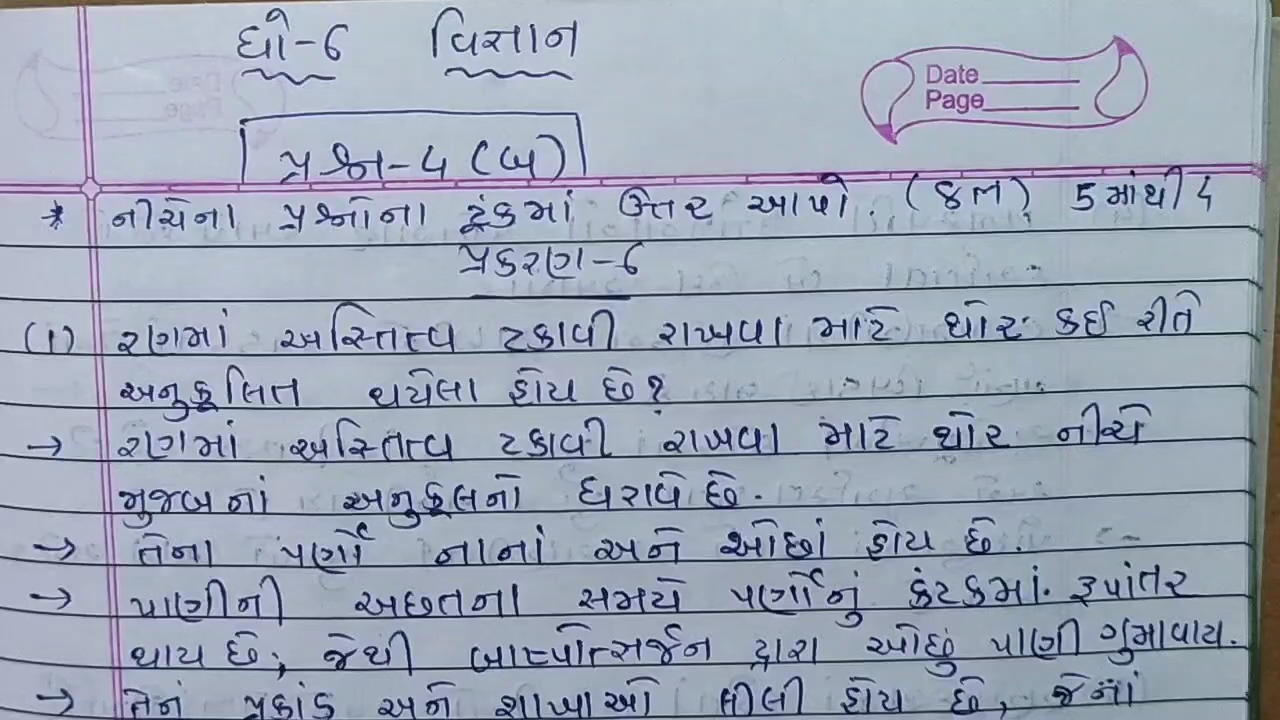 ધો-6 વિજ્ઞાન
Date
Page
પ્રશ્ન-4 (બ)
* નીચેના પ્રશ્નોના ટૂંકમાં ઉત્તર આપો. (Any) 5માંથી 4
પ્રકરણ-6
(1) રણમાં અસ્તિત્વ ટકાવી રાખવા માટે થોર કઈ રીતે
અનુકૂલિત થયેલા હોય છે?
→ રણમાં અસ્તિત્વ ટકાવી રાખવા માટે થોર નીચે
મુજબનાં અનુકૂલનો ધરાવે છે.
→ તેના પર્ણો નાનાં અને ઓછાં હોય છે.
→ પાણીની અછતના સમયે પર્ણોનું કંટકમાં રૂપાંતર
થાય છે, જેથી બાષ્પોત્સર્જન દ્વારા ઓછું પાણી ગુમાવાય.
→ તેનાં પ્રકાંડ અને શાખાઓ લીલી હોય છે, જેનાં